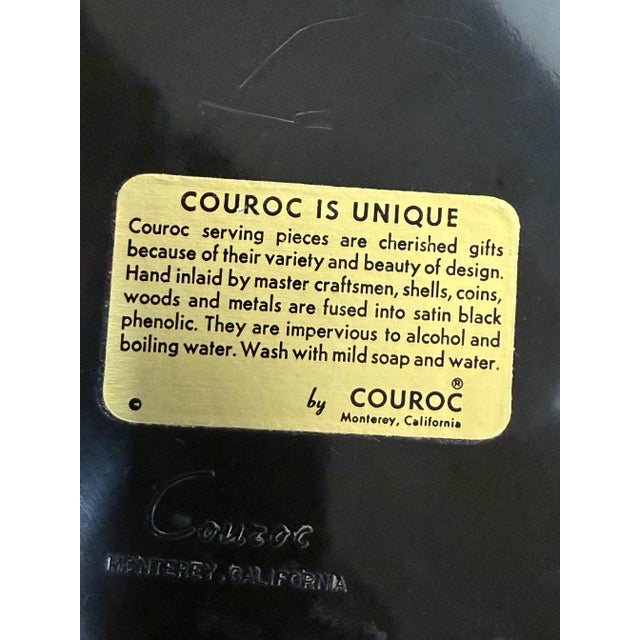 COUROC IS UNIQUE
Couroc serving pieces are cherished gifts
because of their variety and beauty of design.
Hand inlaid by master craftsmen, shells, coins,
woods and metals are fused into satin black
phenolic. They are impervious to alcohol and
boiling water. Wash with mild soap and water.
© by COUROC®
Monterey, California
Couroc
MONTEREY, CALIFORNIA